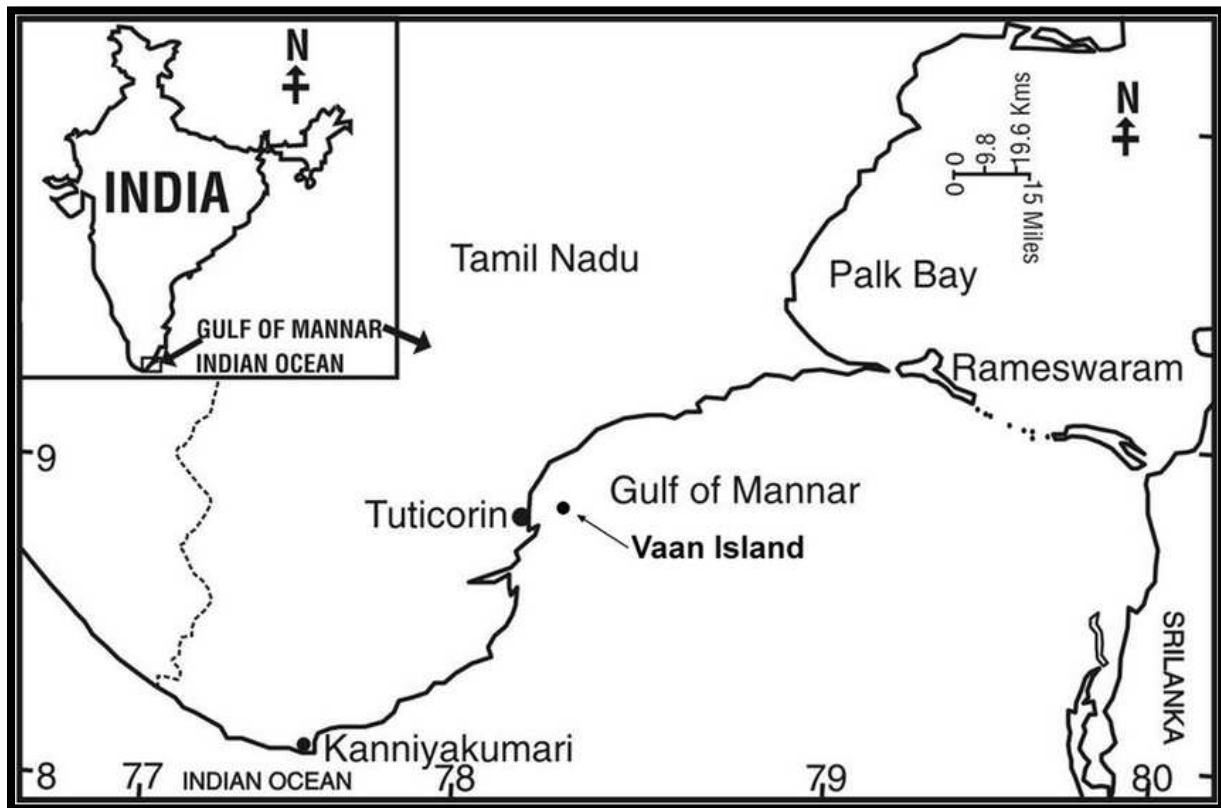 N
INDIA
GULF OF MANNAR
INDIAN OCEAN
N
0 9.8 19.6 Kms
0 15 Miles
Tamil Nadu
Palk Bay
Rameswaram
9
Gulf of Mannar
Tuticorin
Vaan Island
SRILANKA
Kanniyakumari
8
77
INDIAN OCEAN
78
79
80